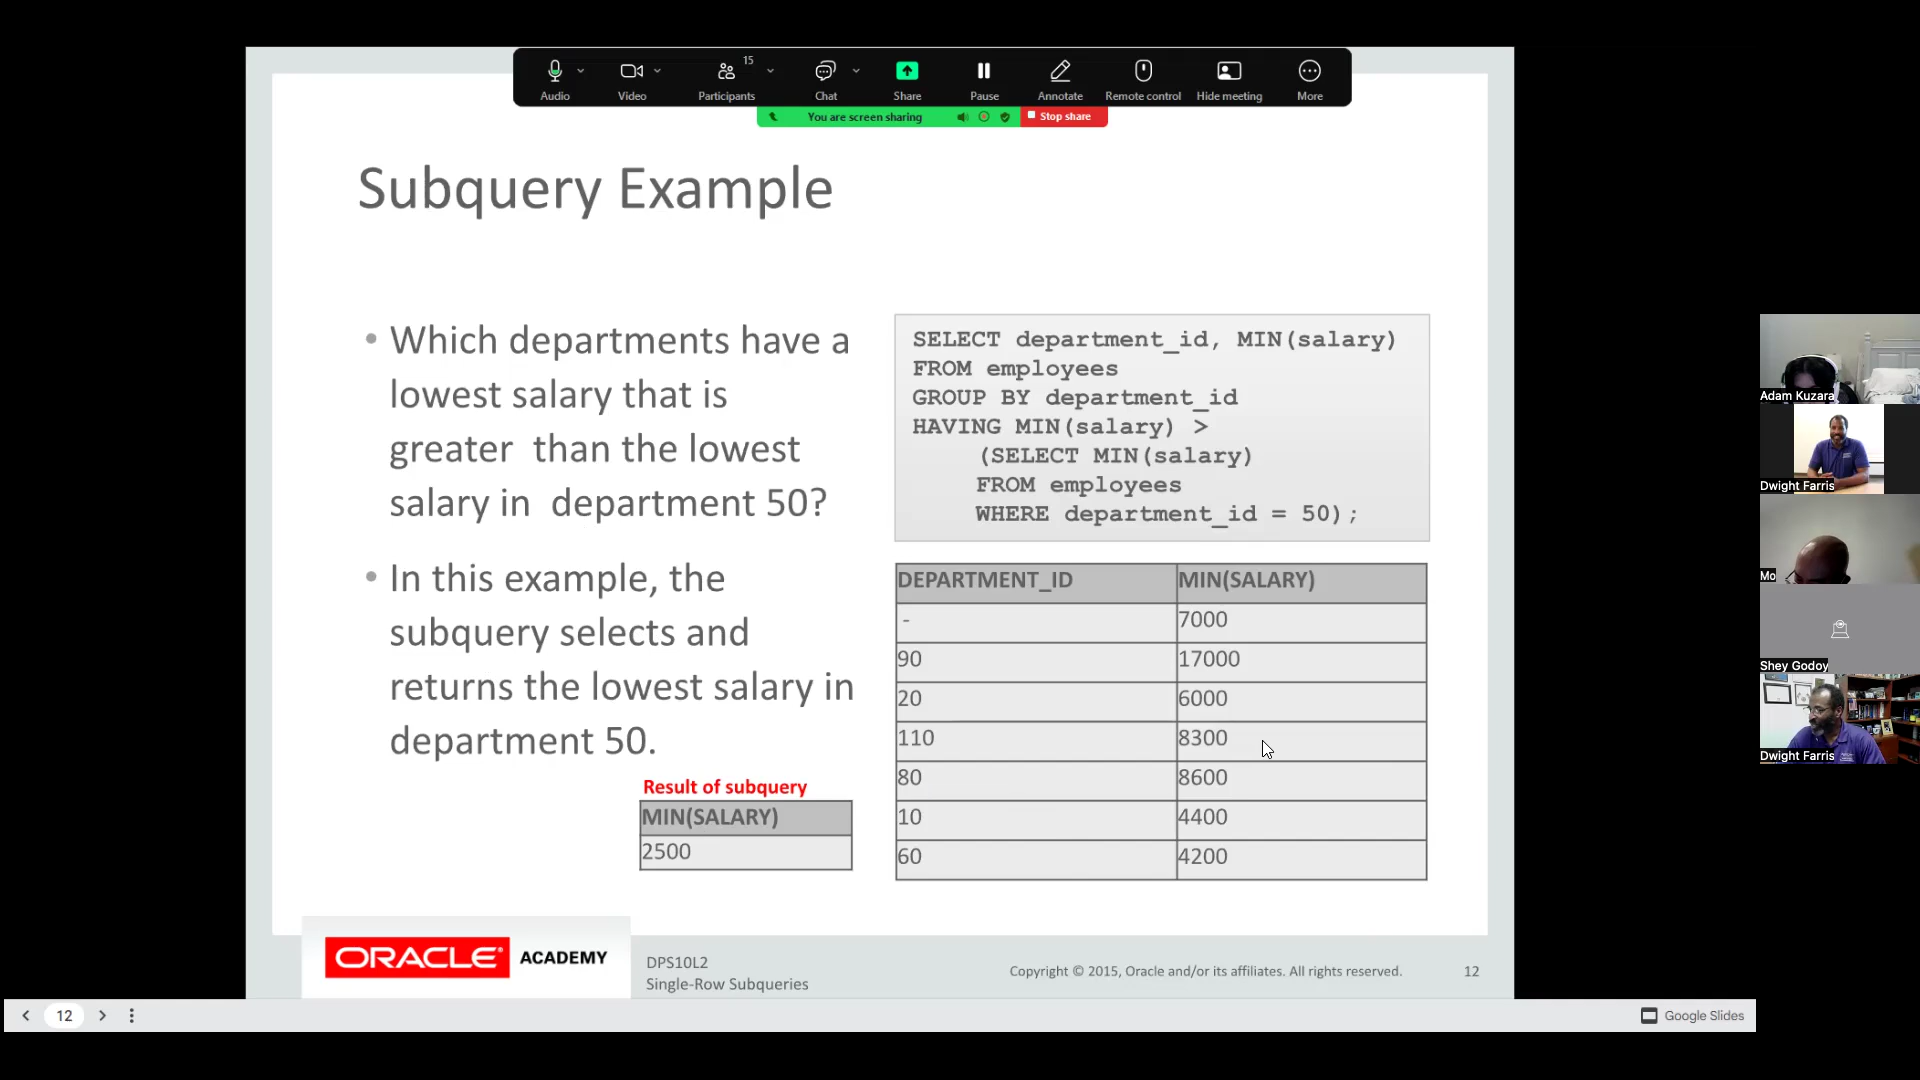 15
Audio
Video
Participants
Chat
Share
Pause
Annotate
Remote control
Hide meeting
More
You are screen sharing
Stop share
Subquery Example
• Which departments have a
lowest salary that is
greater than the lowest
salary in department 50?
• In this example, the
subquery selects and
returns the lowest salary in
department 50.
Result of subquery
MIN(SALARY)
2500
SELECT department_id, MIN(salary)
FROM employees
GROUP BY department_id
HAVING MIN(salary) >
(SELECT MIN(salary)
FROM employees
WHERE department_id = 50);
DEPARTMENT_ID MIN(SALARY)
- 7000
90 17000
20 6000
110 8300
80 8600
10 4400
60 4200
ORACLE® ACADEMY
DPS10L2
Single-Row Subqueries
Copyright © 2015, Oracle and/or its affiliates. All rights reserved.
12
12
Google Slides
Adam Kuzara
Dwight Farris
Mo
Shey Godoy
Dwight Farris